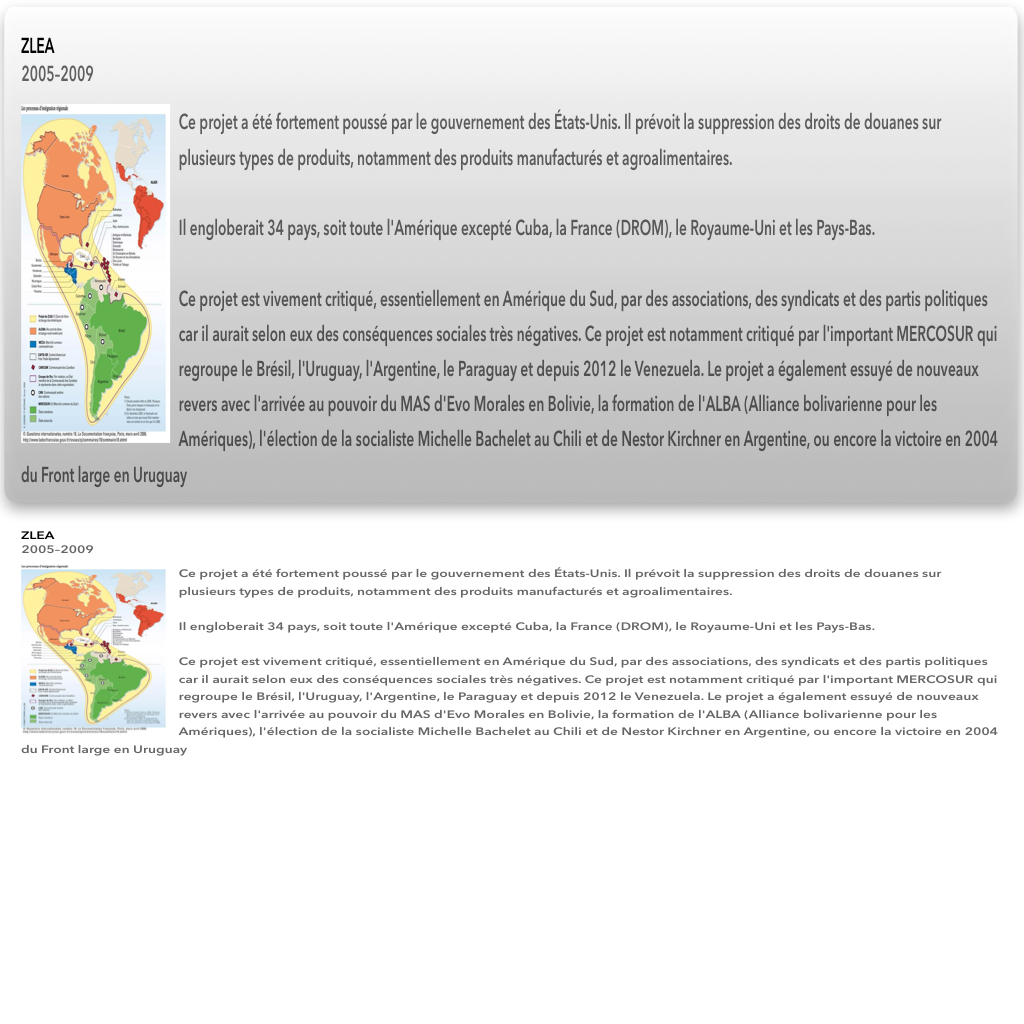 ZLEA
2005–2009
Les processus d'intégration régionale
Ce projet a été fortement poussé par le gouvernement des États-Unis. Il prévoit la suppression des droits de douanes sur
plusieurs types de produits, notamment des produits manufacturés et agroalimentaires.
Il engloberait 34 pays, soit toute l'Amérique excepté Cuba, la France (DROM), le Royaume-Uni et les Pays-Bas.
Ce projet est vivement critiqué, essentiellement en Amérique du Sud, par des associations, des syndicats et des partis politiques
car il aurait selon eux des conséquences sociales très négatives. Ce projet est notamment critiqué par l'important MERCOSUR qui
regroupe le Brésil, l'Uruguay, l'Argentine, le Paraguay et depuis 2012 le Venezuela. Le projet a également essuyé de nouveaux
revers avec l'arrivée au pouvoir du MAS d'Evo Morales en Bolivie, la formation de l'ALBA (Alliance bolivarienne pour les
Amériques), l'élection de la socialiste Michelle Bachelet au Chili et de Nestor Kirchner en Argentine, ou encore la victoire en 2004
du Front large en Uruguay
ZLEA
2005–2009
Les processus d'intégration régionale
Ce projet a été fortement poussé par le gouvernement des États-Unis. Il prévoit la suppression des droits de douanes sur
plusieurs types de produits, notamment des produits manufacturés et agroalimentaires.
Il engloberait 34 pays, soit toute l'Amérique excepté Cuba, la France (DROM), le Royaume-Uni et les Pays-Bas.
Ce projet est vivement critiqué, essentiellement en Amérique du Sud, par des associations, des syndicats et des partis politiques
car il aurait selon eux des conséquences sociales très négatives. Ce projet est notamment critiqué par l'important MERCOSUR qui
regroupe le Brésil, l'Uruguay, l'Argentine, le Paraguay et depuis 2012 le Venezuela. Le projet a également essuyé de nouveaux
revers avec l'arrivée au pouvoir du MAS d'Evo Morales en Bolivie, la formation de l'ALBA (Alliance bolivarienne pour les
Amériques), l'élection de la socialiste Michelle Bachelet au Chili et de Nestor Kirchner en Argentine, ou encore la victoire en 2004
du Front large en Uruguay